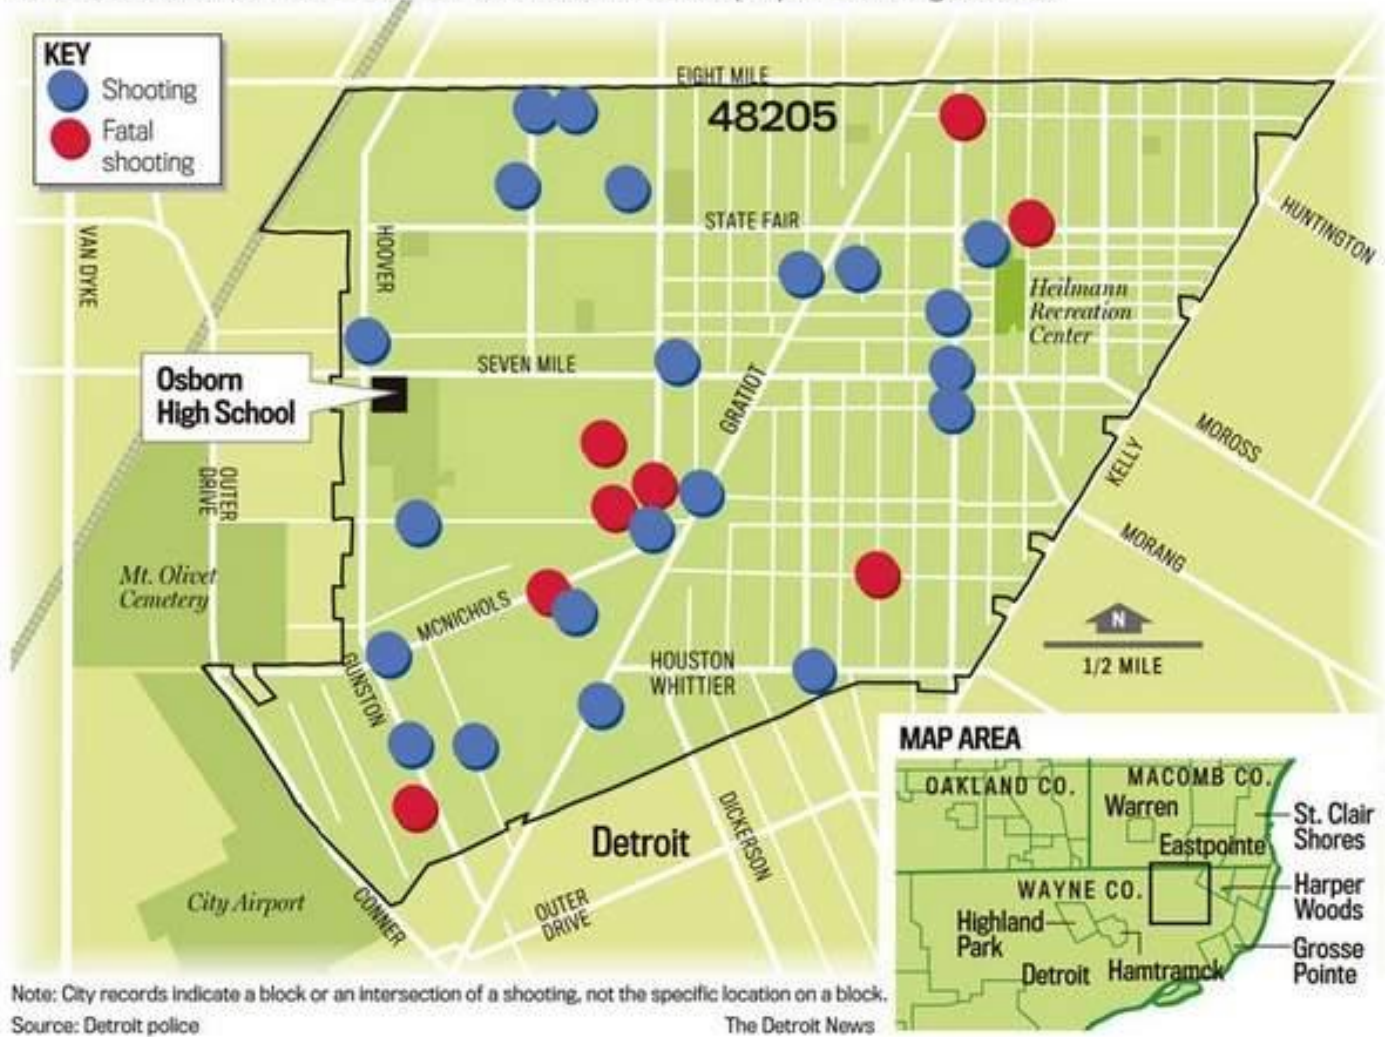 KEY
Shooting
Fatal
shooting
EIGHT MILE
48205
STATE FAIR
HUNTINGTON
VAN DYKE
HOOVER
Heilmann
Recreation
Center
SEVEN MILE
Osborn
High School
GRATIOT
MOROSS
KELLY
OUTER
DRIVE
MORANG
Mt. Olivet
Cemetery
MCNICHOLS
N
1/2 MILE
GUNSTON
HOUSTON
WHITTIER
DICKERSON
Detroit
City Airport
CONNER
OUTER
DRIVE
MAP AREA
OAKLAND CO.
MACOMB CO.
Warren
St. Clair
Shores
Eastpointe
WAYNE CO.
Harper
Woods
Highland
Park
Grosse
Pointe
Detroit
Hamtramck
Note: City records indicate a block or an intersection of a shooting, not the specific location on a block.
Source: Detroit police
The Detroit News